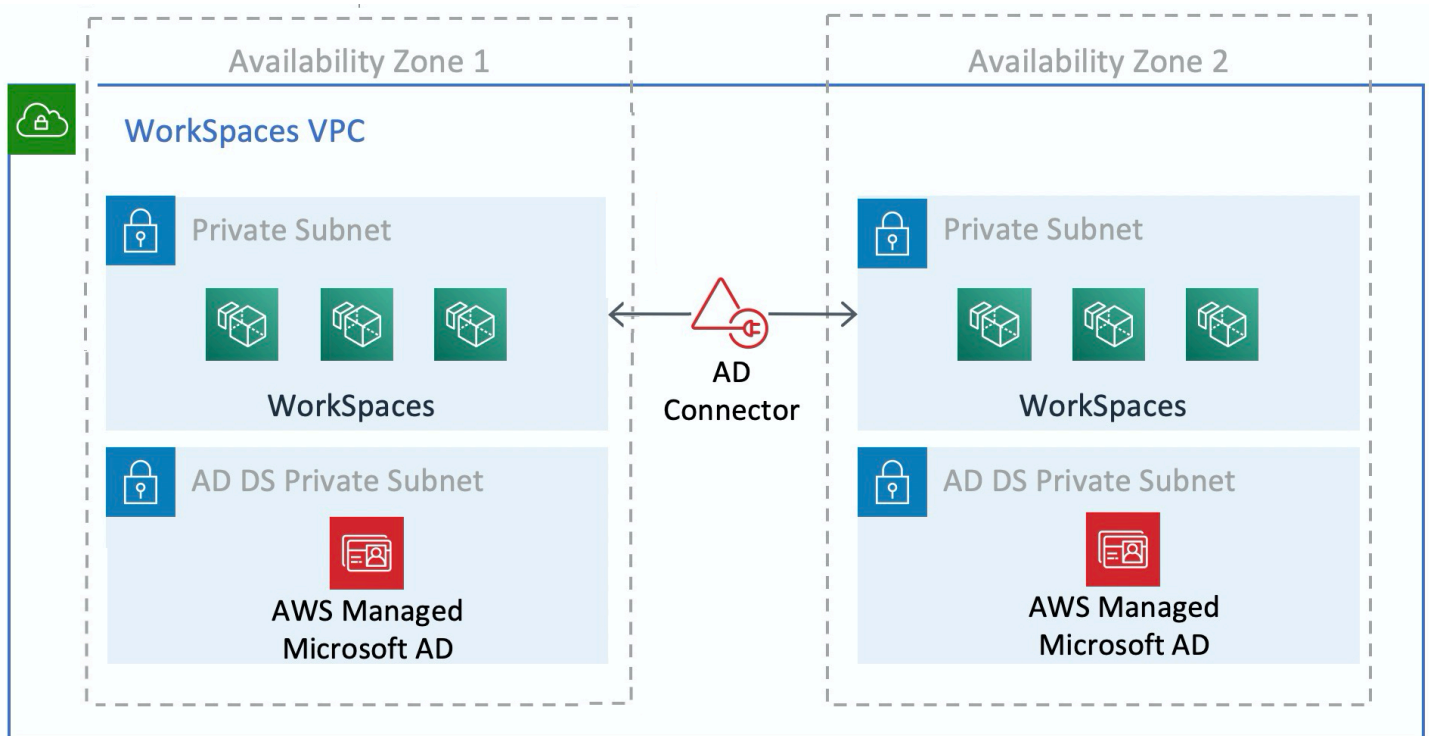 Availability Zone 1
Availability Zone 2
WorkSpaces VPC
Private Subnet
WorkSpaces
AD
Connector
Private Subnet
WorkSpaces
AD DS Private Subnet
AWS Managed
Microsoft AD
AD DS Private Subnet
AWS Managed
Microsoft AD